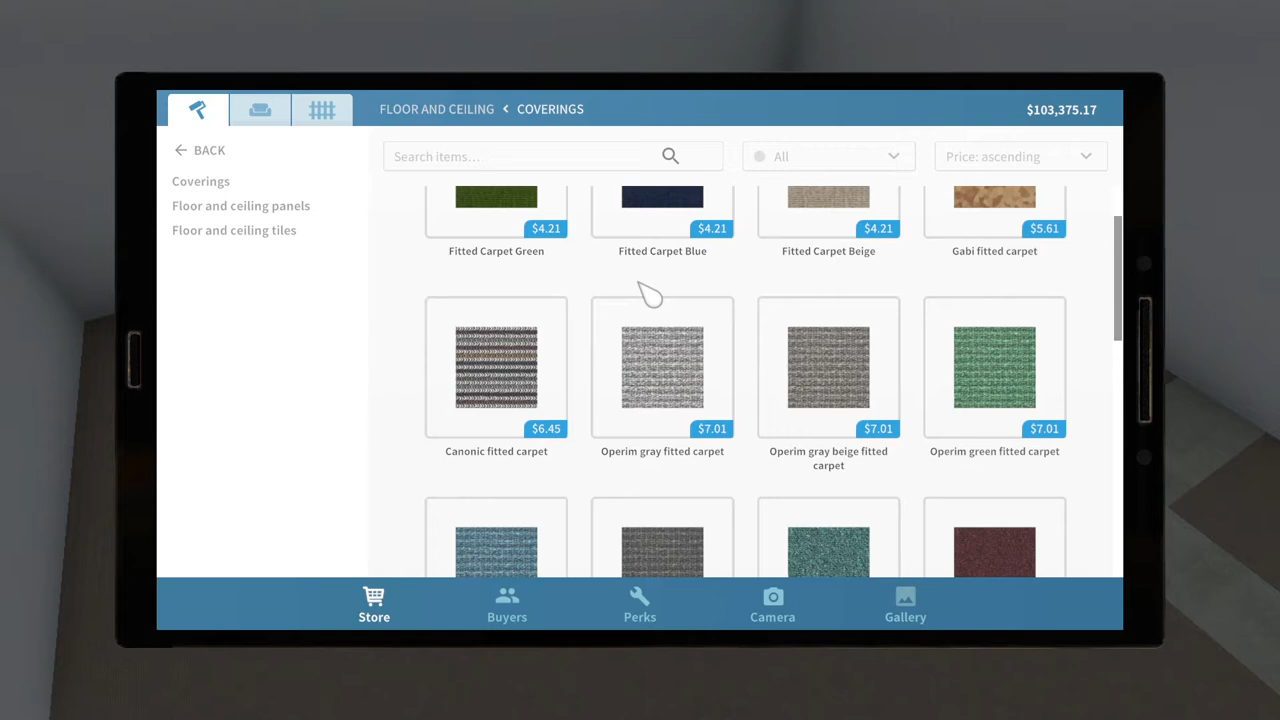 FLOOR AND CEILING < COVERINGS
$103,375.17
BACK
Search items...
All
Price: ascending
Coverings
Floor and ceiling panels
Floor and ceiling tiles
$4.21
$4.21
$4.21
$5.61
Fitted Carpet Green
Fitted Carpet Blue
Fitted Carpet Beige
Gabi fitted carpet
$6.45
$7.01
$7.01
$7.01
Canonic fitted carpet
Operim gray fitted carpet
Operim gray beige fitted
carpet
Operim green fitted carpet
Store
Buyers
Perks
Camera
Gallery